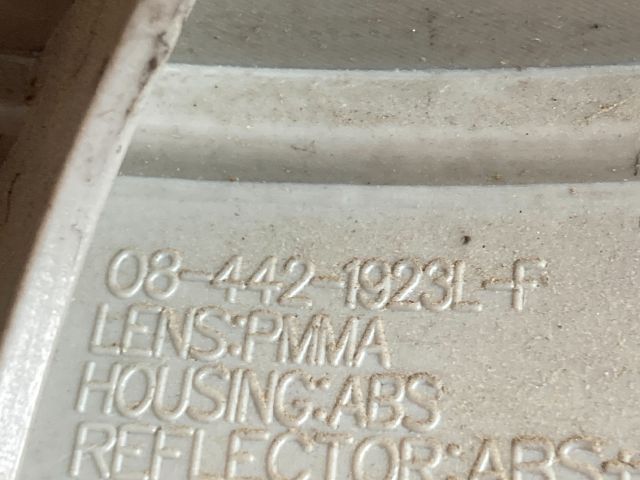 08-442-1923L-F
LENS:PMMA
HOUSING:ABS
REFLECTOR:ABS+